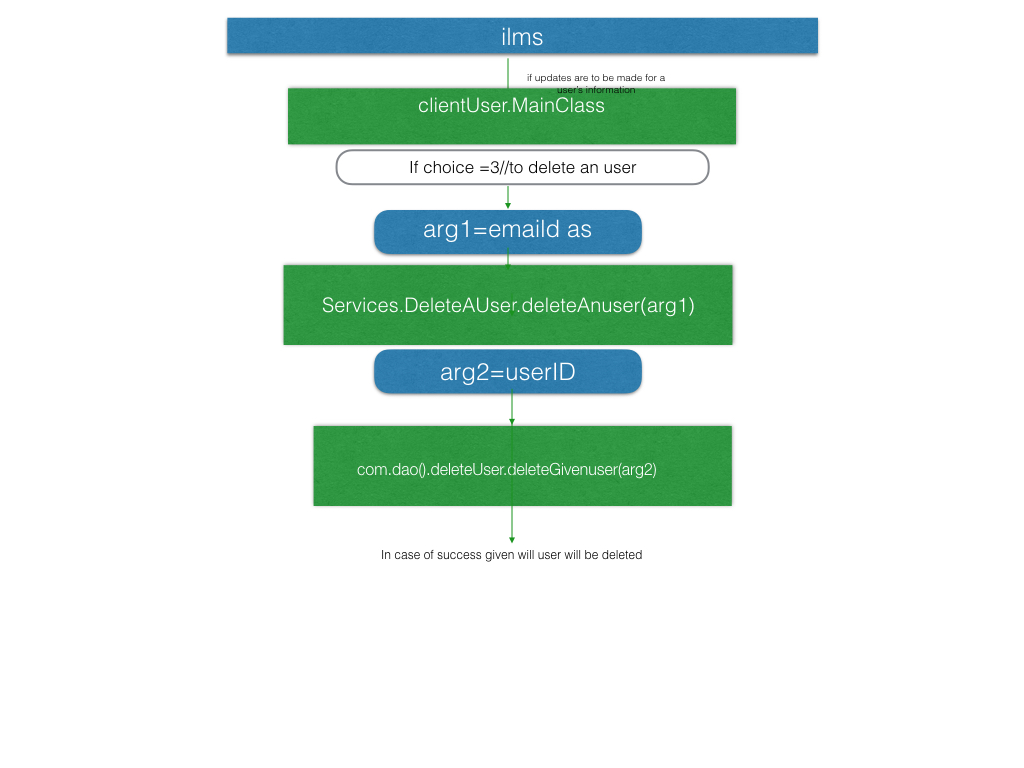 ilms
if updates are to be made for a
user's information
clientUser.MainClass
If choice =3//to delete an user
arg1=emaild as
Services.DeleteAUser.deleteAnuser(arg1)
arg2=userID
com.dao().deleteUser.deleteGivenuser(arg2)
In case of success given will user will be deleted